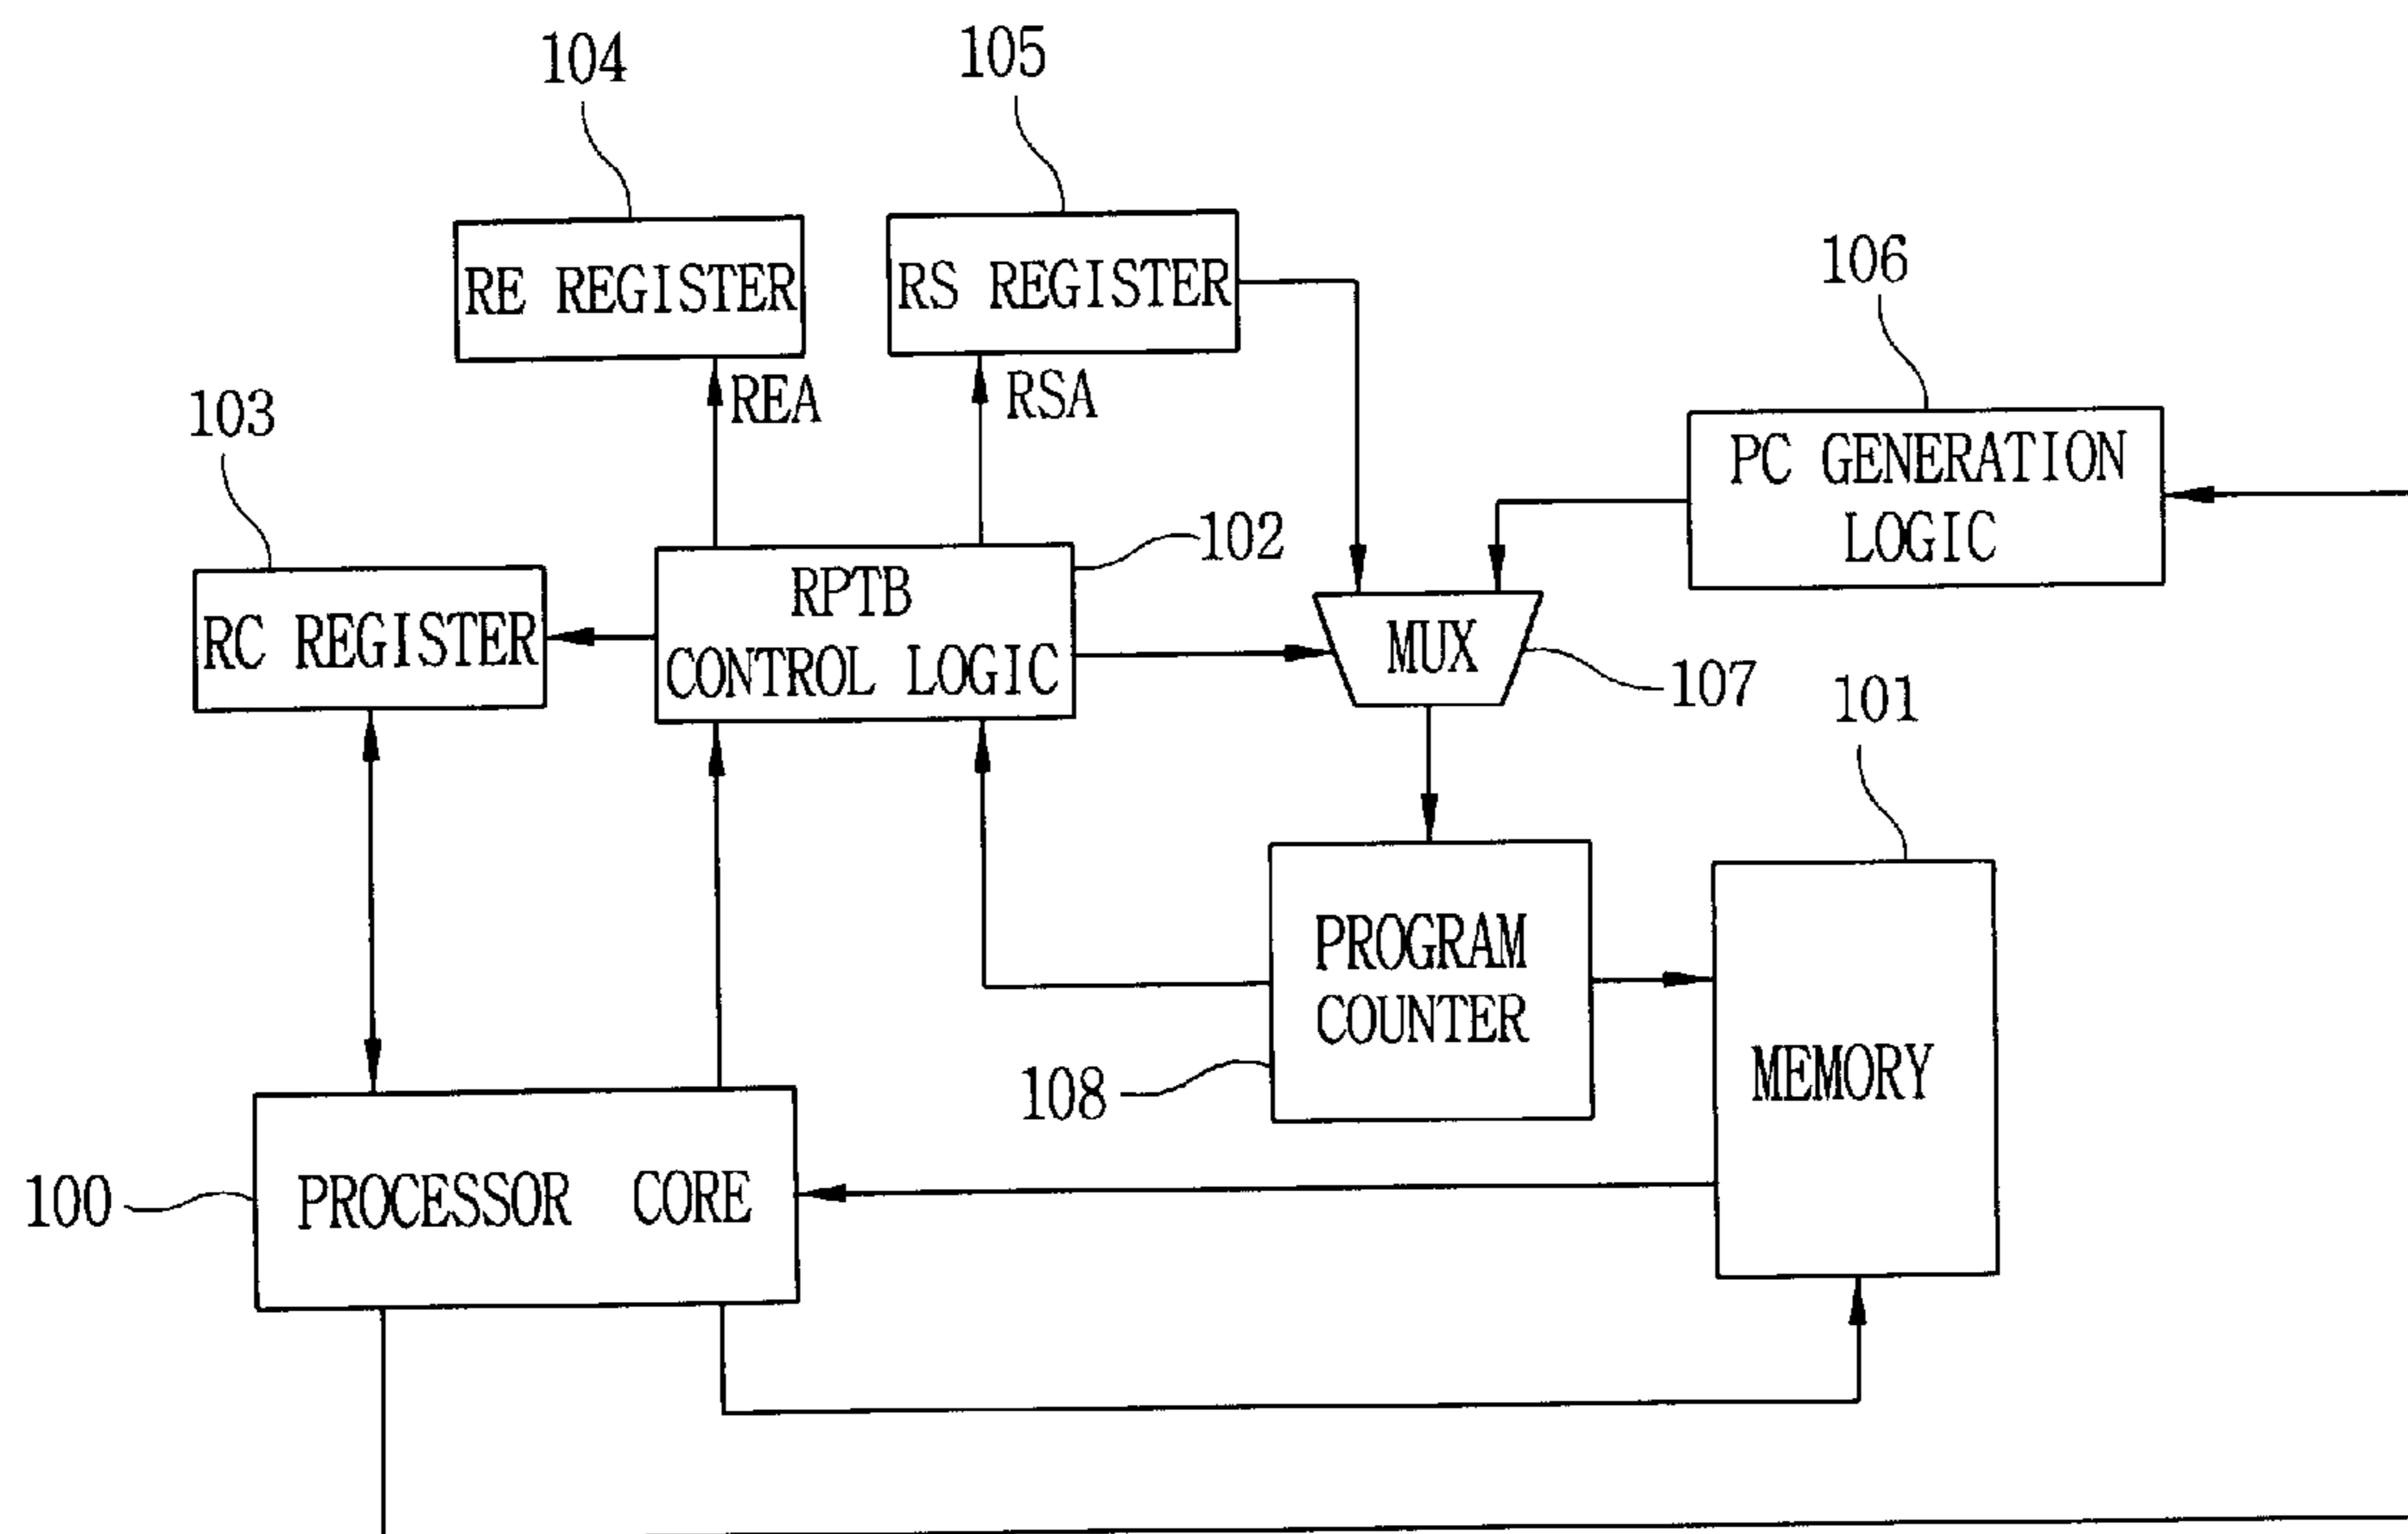 104
105
RE REGISTER
RS REGISTER
106
REA
RSA
103
PC GENERATION
LOGIC
102
RPTB
CONTROL LOGIC
RC REGISTER
MUX
107
101
PROGRAM
COUNTER
MEMORY
108
100
PROCESSOR CORE